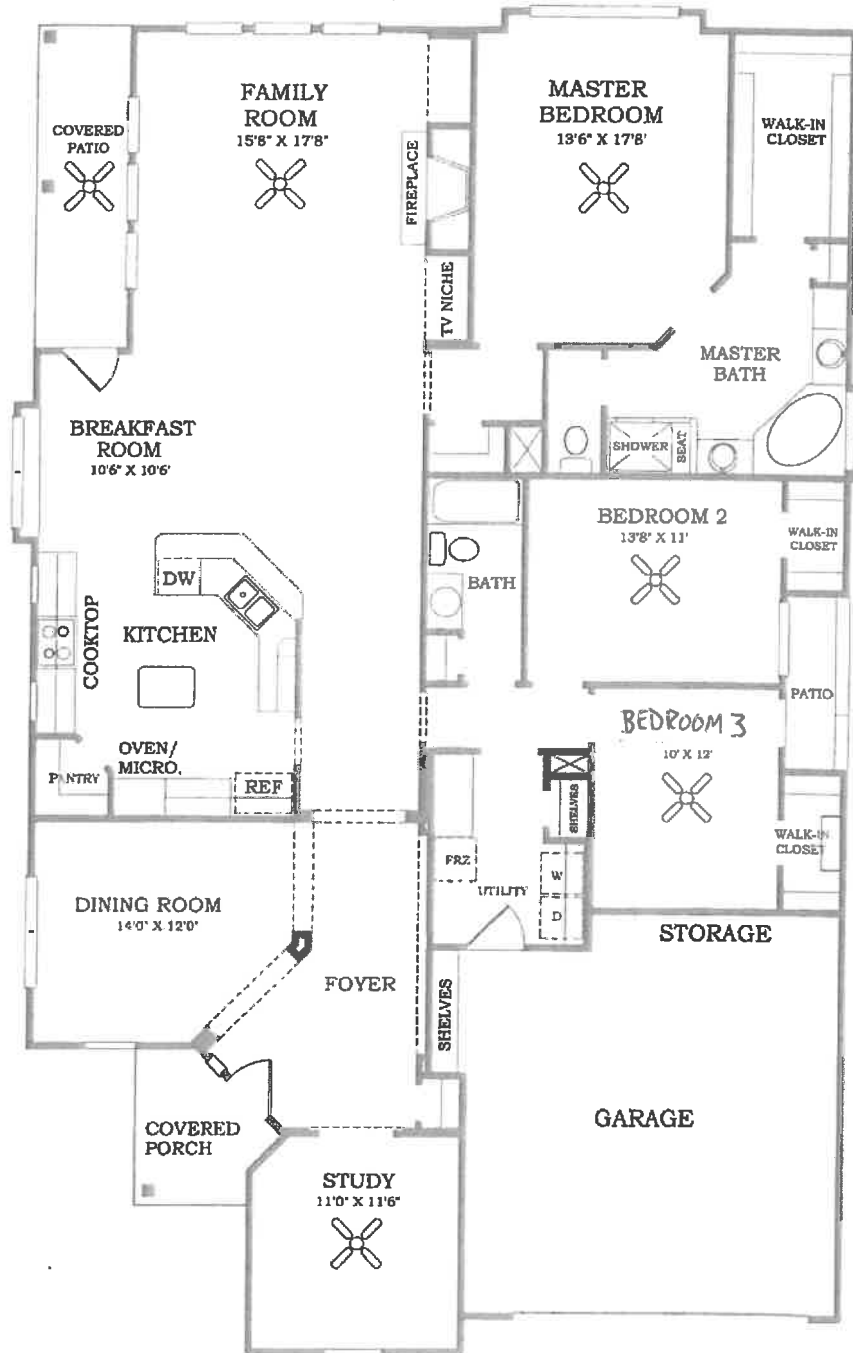 FAMILY
ROOM
15'8" X 17'8"
MASTER
BEDROOM
13'6" X 17'8'
WALK-IN
CLOSET
COVERED
PATIO
FIREPLACE
TV NICHE
MASTER
BATH
BREAKFAST
ROOM
10'6" X 10'6'
SHOWER
SEAT
BEDROOM 2
13'8" X 11'
WALK-IN
CLOSET
BATH
DW
KITCHEN
COOKTOP
PATIO
BEDROOM 3
10' X 12'
OVEN/
MICRO.
PANTRY
REF
SHELVES
WALK-IN
CLOSET
FRZ
W
UTILITY
D
DINING ROOM
14'0" X 12'0"
STORAGE
FOYER
SHELVES
GARAGE
COVERED
PORCH
STUDY
11'0" X 11'6"